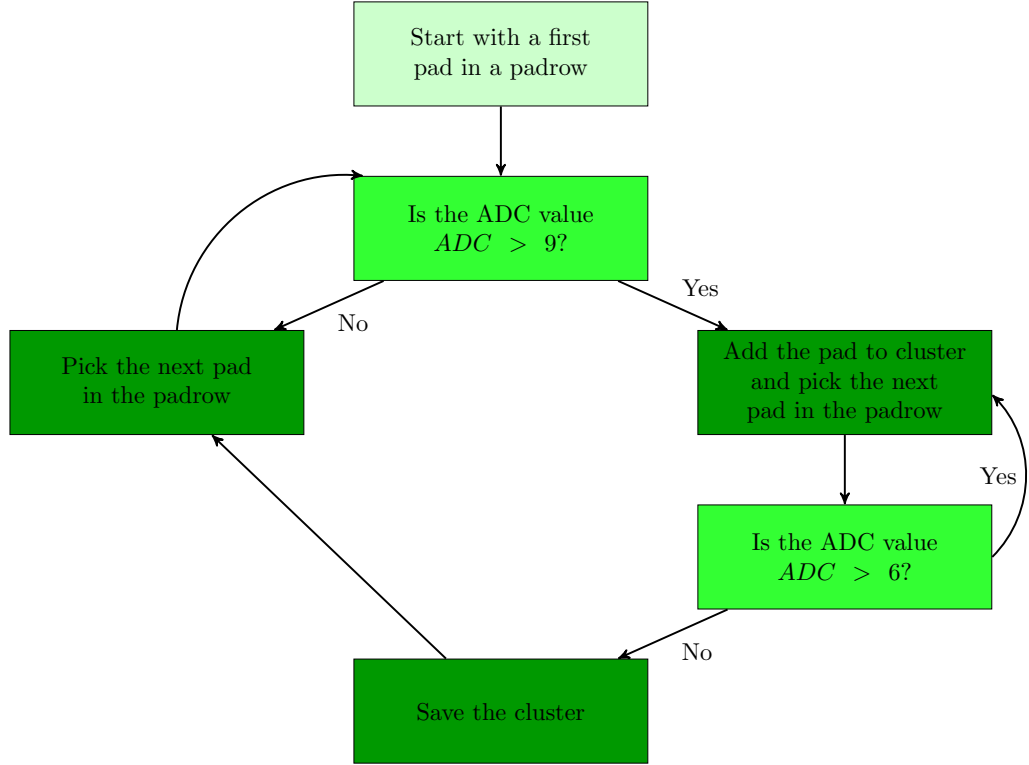 Start with a first
pad in a padrow
Is the ADC value
ADC > 9?
No
Yes
Pick the next pad
in the padrow
Add the pad to cluster
and pick the next
pad in the padrow
Yes
Is the ADC value
ADC > 6?
No
Save the cluster